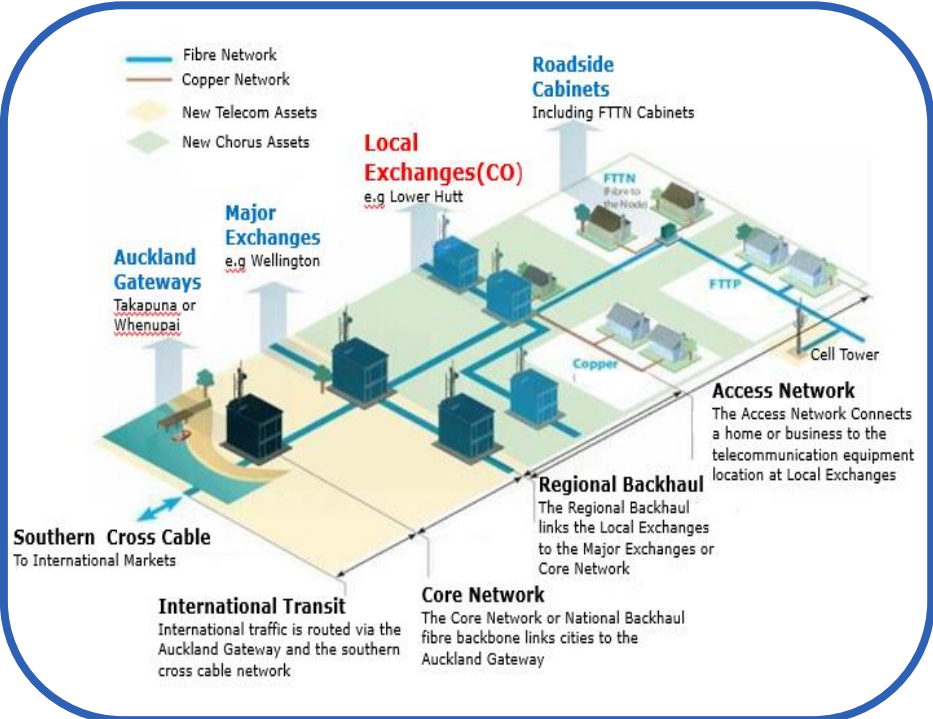 Fibre Network
Copper Network
New Telecom Assets
New Chorus Assets
Roadside
Cabinets
Including FTTN Cabinets
Local
Exchanges(CO)
e.g Lower Hutt
Major
Exchanges
e.g Wellington
Auckland
Gateways
Takapuna or
Whenupai
FTTN
(Fibre to
the Node)
FTTP
Copper
Cell Tower
Access Network
The Access Network Connects
a home or business to the
telecommunication equipment
location at Local Exchanges
Regional Backhaul
The Regional Backhaul
links the Local Exchanges
to the Major Exchanges or
Core Network
Southern Cross Cable
To International Markets
Core Network
The Core Network or National Backhaul
fibre backbone links cities to the
Auckland Gateway
International Transit
International traffic is routed via the
Auckland Gateway and the southern
cross cable network